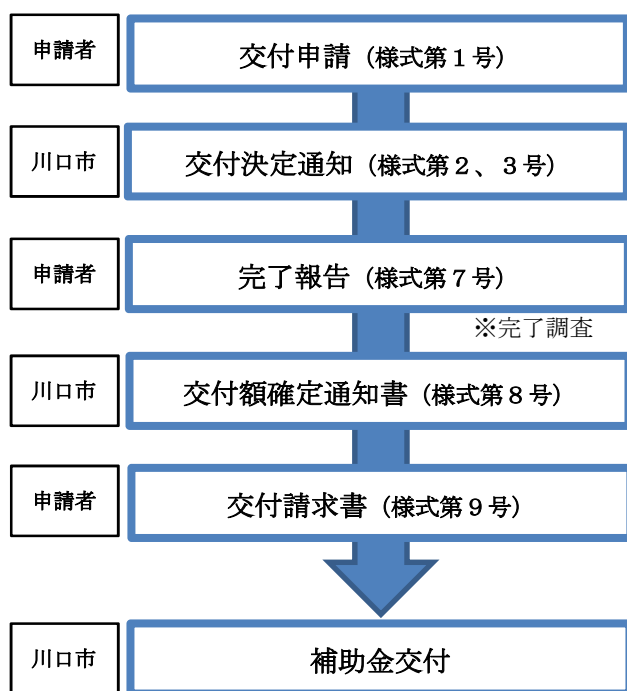 申請者
交付申請（様式第１号）
川口市
交付決定通知（様式第２、３号）
申請者
完了報告（様式第７号）
※完了調査
川口市
交付額確定通知書（様式第８号）
申請者
交付請求書（様式第９号）
川口市
補助金交付